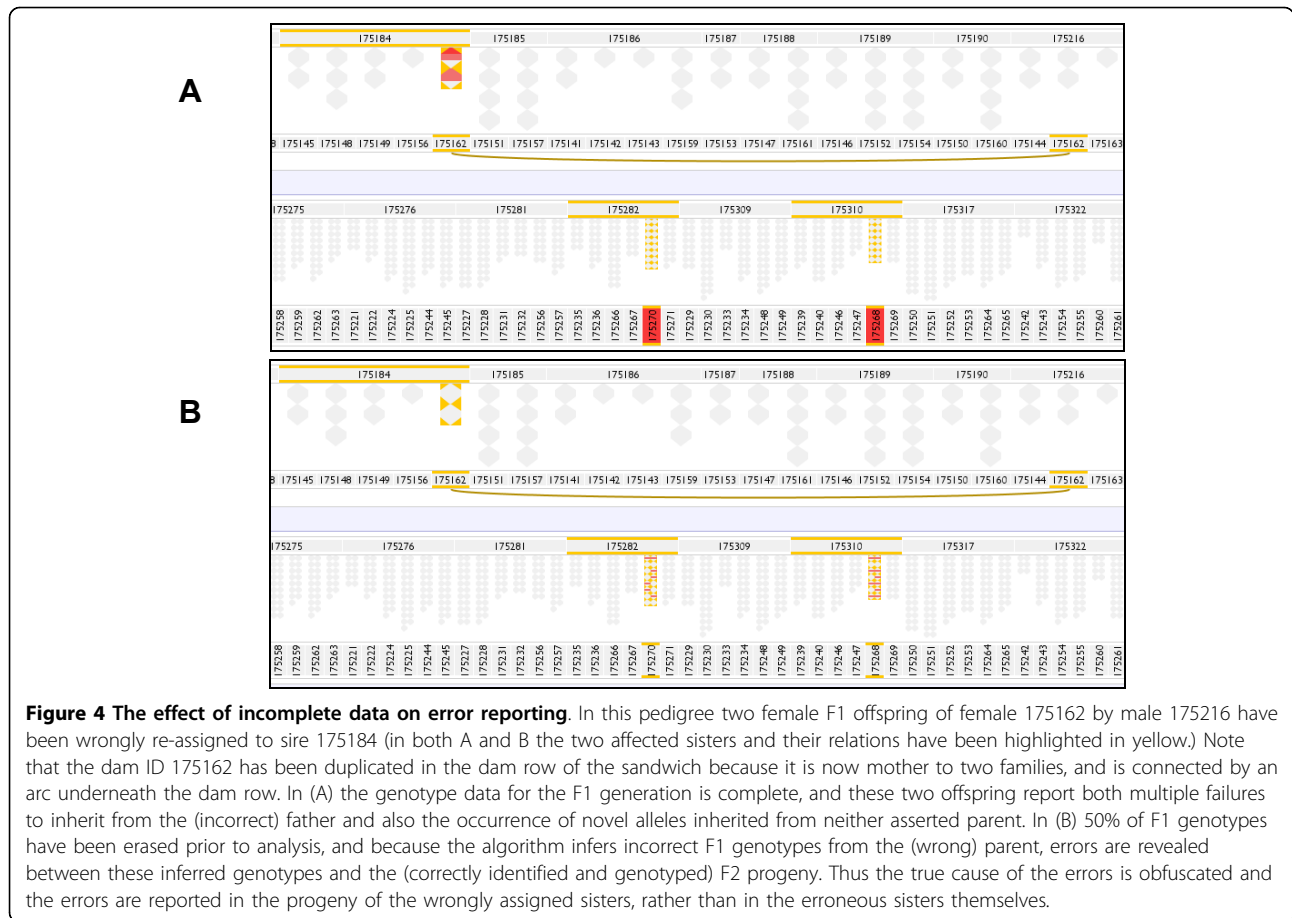 A
175184 175185 175186 175187 175188 175189 175190 175216
8 175145 175148 175149 175156 175162 175151 175157 175141 175142 175143 175159 175153 175147 175161 175146 175152 175154 175150 175160 175144 175162 175163
175275 175276 175281 175282 175309 175310 175317 175322
175258 175259 175262 175263 175221 175222 175224 175225 175244 175245 175227 175228 175231 175232 175256 175257 175235 175236 175266 175267 175270 175271 175229 175230 175233 175234 175248 175249 175239 175240 175246 175247 175268 175269 175250 175251 175252 175253 175264 175265 175242 175243 175254 175255 175260 175261
B
175184 175185 175186 175187 175188 175189 175190 175216
8 175145 175148 175149 175156 175162 175151 175157 175141 175142 175143 175159 175153 175147 175161 175146 175152 175154 175150 175160 175144 175162 175163
175275 175276 175281 175282 175309 175310 175317 175322
175258 175259 175262 175263 175221 175222 175224 175225 175244 175245 175227 175228 175231 175232 175256 175257 175235 175236 175266 175267 175270 175271 175229 175230 175233 175234 175248 175249 175239 175240 175246 175247 175268 175269 175250 175251 175252 175253 175264 175265 175242 175243 175254 175255 175260 175261
Figure 4 The effect of incomplete data on error reporting. In this pedigree two female F1 offspring of female 175162 by male 175216 have
been wrongly re-assigned to sire 175184 (in both A and B the two affected sisters and their relations have been highlighted in yellow.) Note
that the dam ID 175162 has been duplicated in the dam row of the sandwich because it is now mother to two families, and is connected by an
arc underneath the dam row. In (A) the genotype data for the F1 generation is complete, and these two offspring report both multiple failures
to inherit from the (incorrect) father and also the occurrence of novel alleles inherited from neither asserted parent. In (B) 50% of F1 genotypes
have been erased prior to analysis, and because the algorithm infers incorrect F1 genotypes from the (wrong) parent, errors are revealed
between these inferred genotypes and the (correctly identified and genotyped) F2 progeny. Thus the true cause of the errors is obfuscated and
the errors are reported in the progeny of the wrongly assigned sisters, rather than in the erroneous sisters themselves.